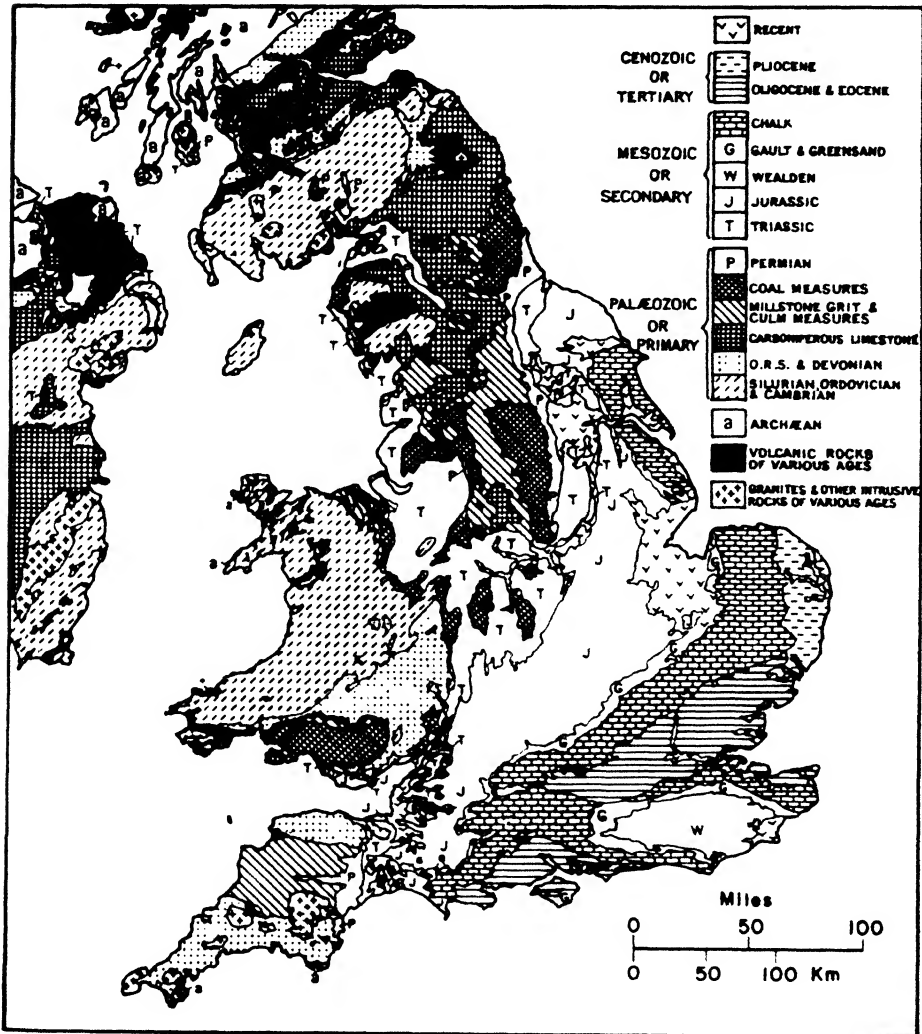 RECENT
CENOZOIC
OR
TERTIARY
PLIOCENE
OLIGOCENE & EOCENE
MESOZOIC
OR
SECONDARY
CHALK
G GAULT & GREENSAND
W WEALDEN
J JURASSIC
T TRIASSIC
PALÆOZOIC
OR
PRIMARY
P PERMIAN
COAL MEASURES
MILLSTONE GRIT &
CULM MEASURES
CARBONIFEROUS LIMESTONE
O.R.S. & DEVONIAN
SILURIAN, ORDOVICIAN
& CAMBRIAN
a ARCHÆAN
VOLCANIC ROCKS
OF VARIOUS AGES
GRANITES & OTHER INTRUSIVE
ROCKS OF VARIOUS AGES
Miles
0 50 100
0 50 100 Km